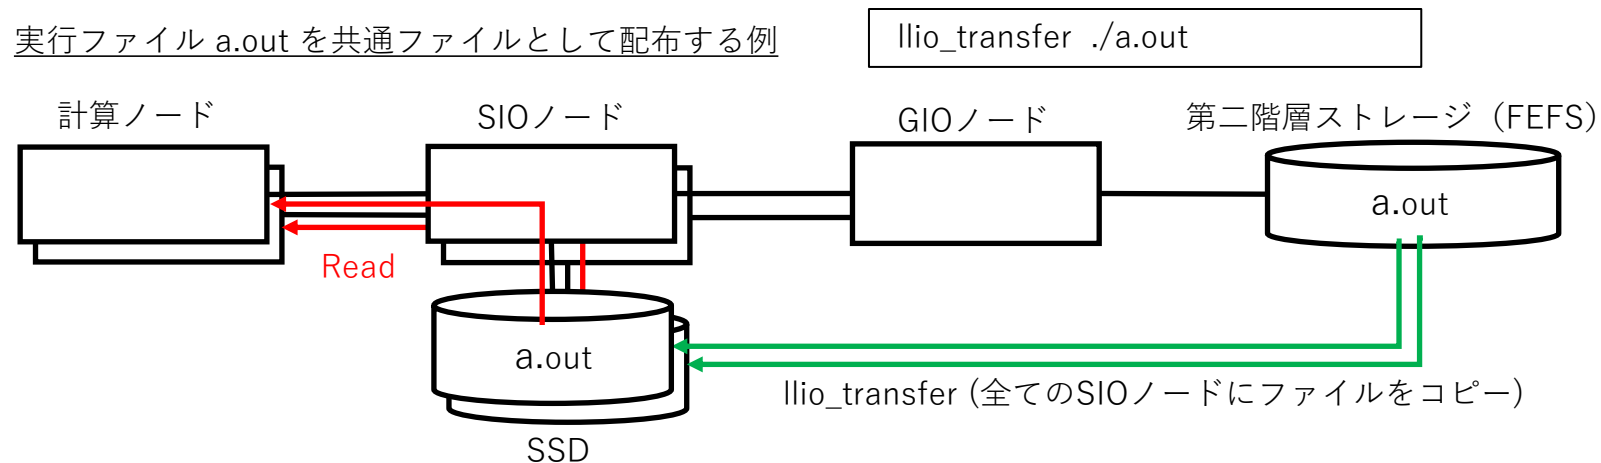 実行ファイル a.out を共通ファイルとして配布する例
llio_transfer ./a.out
計算ノード
SIOノード
GIOノード
第二階層ストレージ（FEFS）
a.out
Read
a.out
llio_transfer (全てのSIOノードにファイルをコピー)
SSD